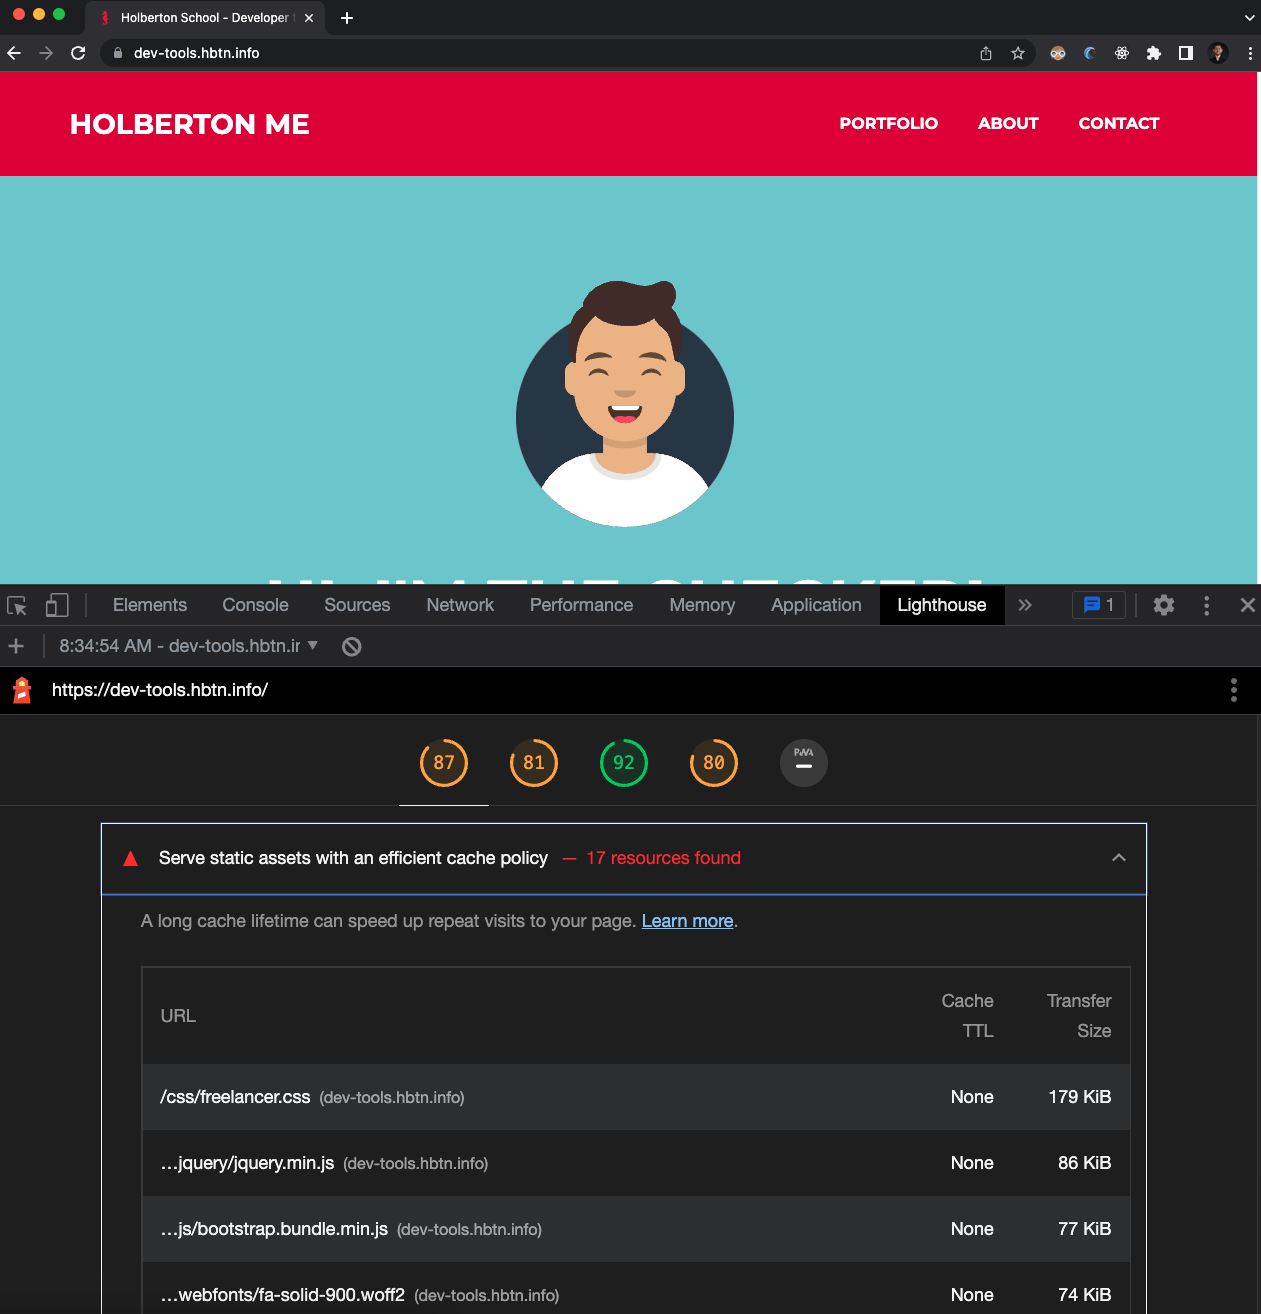 Holberton School - Developer
dev-tools.hbtn.info
HOLBERTON ME
PORTFOLIO ABOUT CONTACT
HI, I'M THE CHECKER!
Elements Console Sources Network Performance Memory Application Lighthouse » 1
8:34:54 AM - dev-tools.hbtn.ir
https://dev-tools.hbtn.info/
87 81 92 80 PWA
Serve static assets with an efficient cache policy — 17 resources found
A long cache lifetime can speed up repeat visits to your page. Learn more.
URL Cache TTL Transfer Size
/css/freelancer.css (dev-tools.hbtn.info) None 179 KiB
…jquery/jquery.min.js (dev-tools.hbtn.info) None 86 KiB
…js/bootstrap.bundle.min.js (dev-tools.hbtn.info) None 77 KiB
…webfonts/fa-solid-900.woff2 (dev-tools.hbtn.info) None 74 KiB